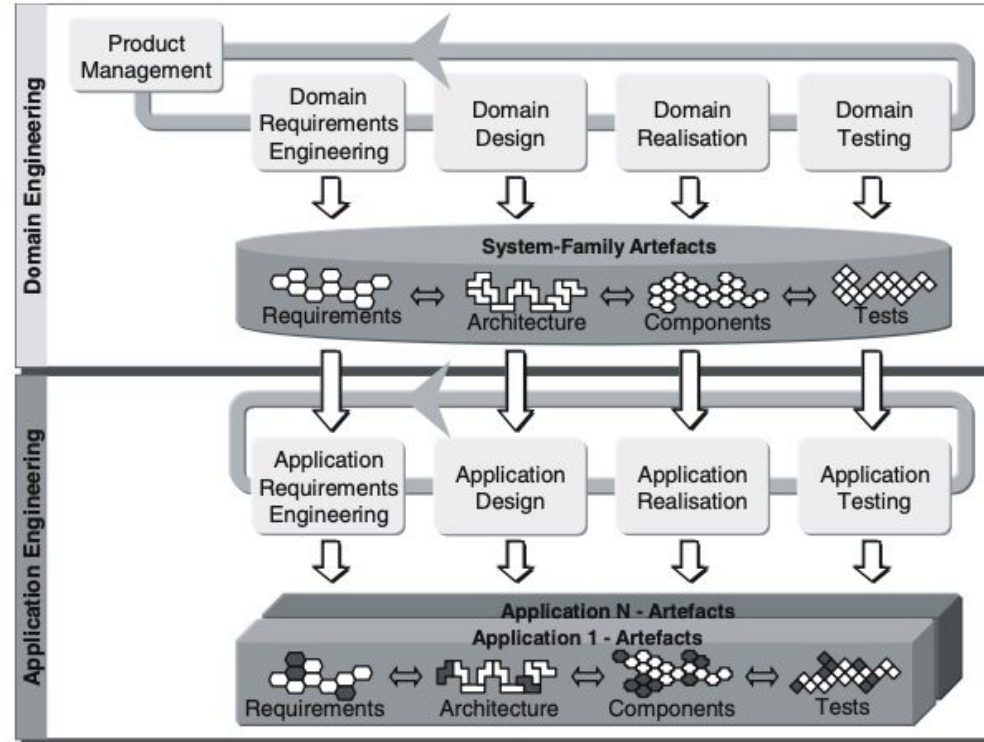 Domain Engineering
Product
Management
Domain
Requirements
Engineering
Domain
Design
Domain
Realisation
Domain
Testing
System-Family Artefacts
Requirements
Architecture
Components
Tests
Application Engineering
Application
Requirements
Engineering
Application
Design
Application
Realisation
Application
Testing
Application N - Artefacts
Application 1 - Artefacts
Requirements
Architecture
Components
Tests